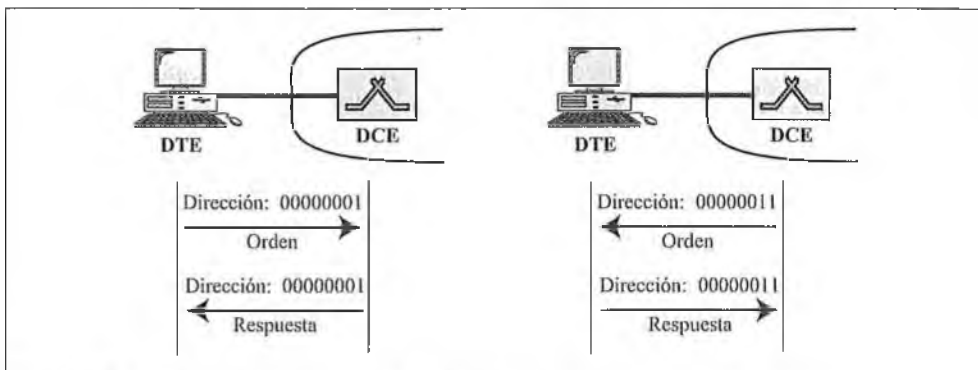 DTE
DCE
Dirección: 00000001
Orden
Dirección: 00000001
Respuesta
DTE
DCE
Dirección: 00000011
Orden
Dirección: 00000011
Respuesta